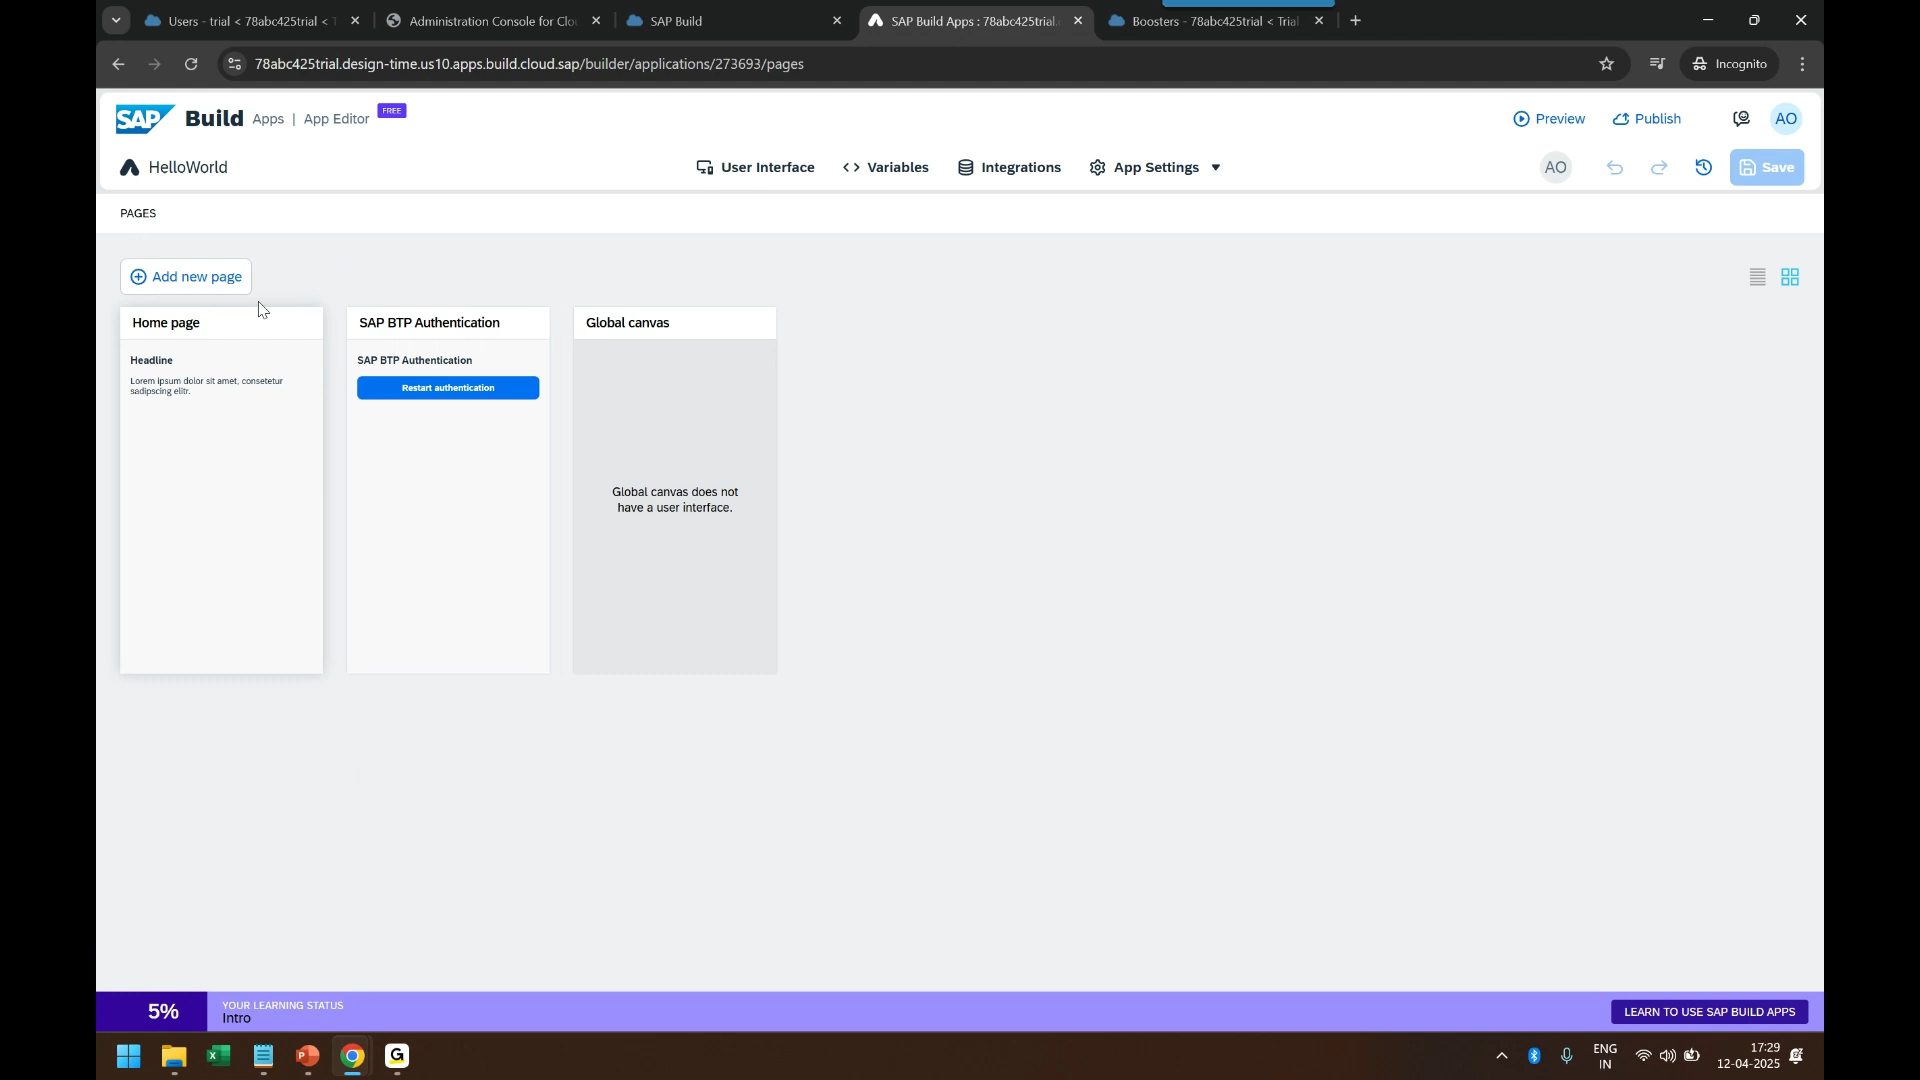 Users - trial < 78abc425trial < T
Administration Console for Clo
SAP Build
SAP Build Apps : 78abc425trial.
Boosters - 78abc425trial < Trial
78abc425trial.design-time.us10.apps.build.cloud.sap/builder/applications/273693/pages
Incognito
SAP Build Apps | App Editor FREE
Preview
Publish
AO
HelloWorld
User Interface
Variables
Integrations
App Settings
AO
Save
PAGES
Add new page
Home page
Headline
Lorem ipsum dolor sit amet, consetetur
sadipscing elitr.
SAP BTP Authentication
SAP BTP Authentication
Restart authentication
Global canvas
Global canvas does not
have a user interface.
5%
YOUR LEARNING STATUS
Intro
LEARN TO USE SAP BUILD APPS
ENG
IN
17:29
12-04-2025